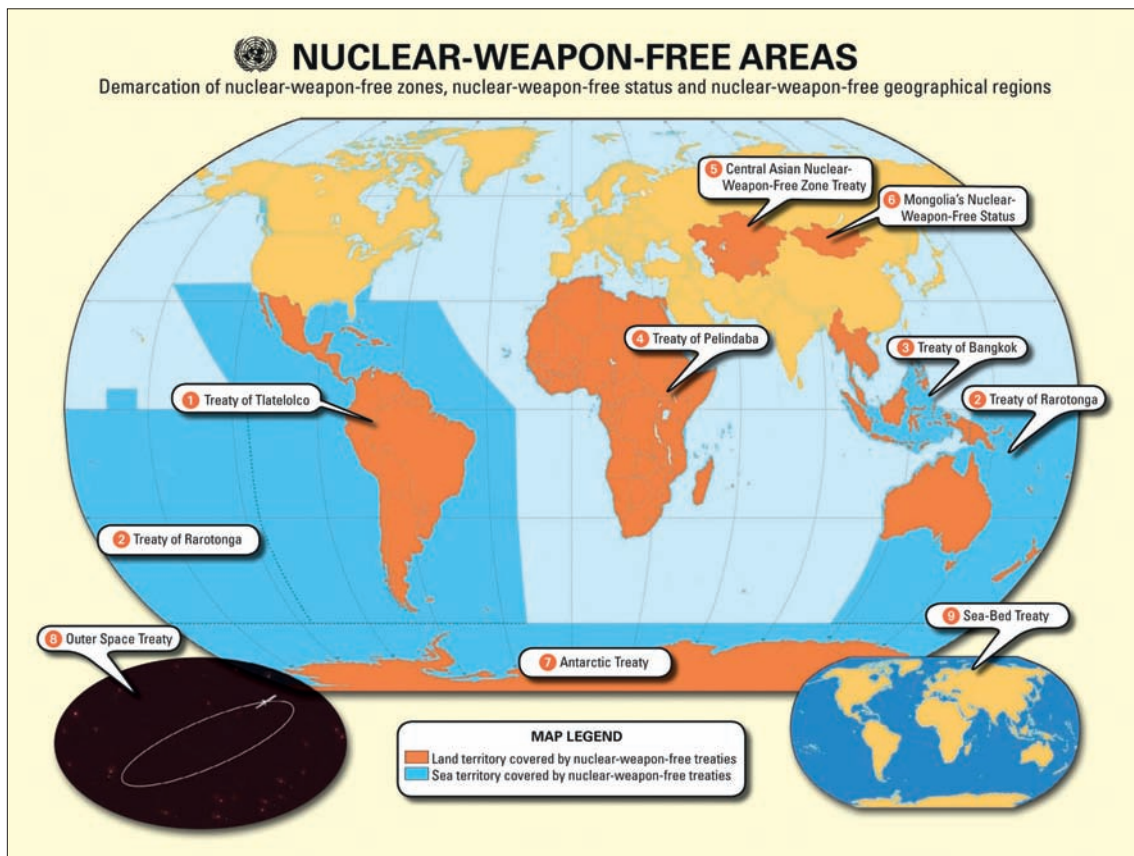 NUCLEAR-WEAPON-FREE AREAS
Demarcation of nuclear-weapon-free zones, nuclear-weapon-free status and nuclear-weapon-free geographical regions
5 Central Asian Nuclear-
Weapon-Free Zone Treaty
6 Mongolia's Nuclear-
Weapon-Free Status
4 Treaty of Pelindaba
3 Treaty of Bangkok
1 Treaty of Tlatelolco
2 Treaty of Rarotonga
2 Treaty of Rarotonga
8 Outer Space Treaty
9 Sea-Bed Treaty
7 Antarctic Treaty
MAP LEGEND
Land territory covered by nuclear-weapon-free treaties
Sea territory covered by nuclear-weapon-free treaties